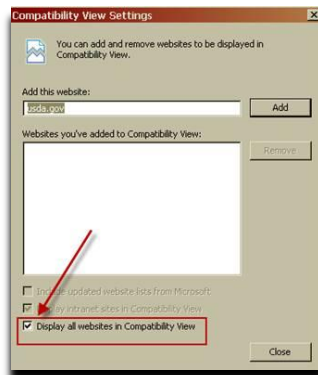 Compatibility View Settings
You can add and remove websites to be displayed in
Compatibility View.
Add this website:
usda.gov
Add
Websites you've added to Compatibility View:
Remove
Include updated website lists from Microsoft
Display intranet sites in Compatibility View
Display all websites in Compatibility View
Close